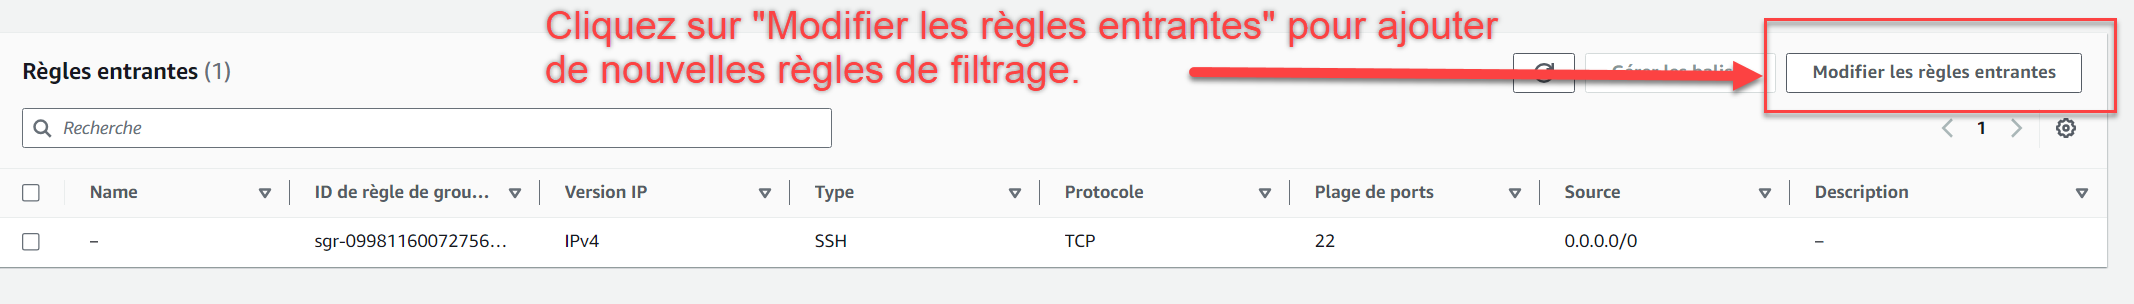 Cliquez sur "Modifier les règles entrantes" pour ajouter
de nouvelles règles de filtrage.
Règles entrantes (1)
Modifier les règles entrantes
Recherche
1
Name ID de règle de grou... Version IP Type Protocole Plage de ports Source Description
– sgr-09981160072756... IPv4 SSH TCP 22 0.0.0.0/0 –